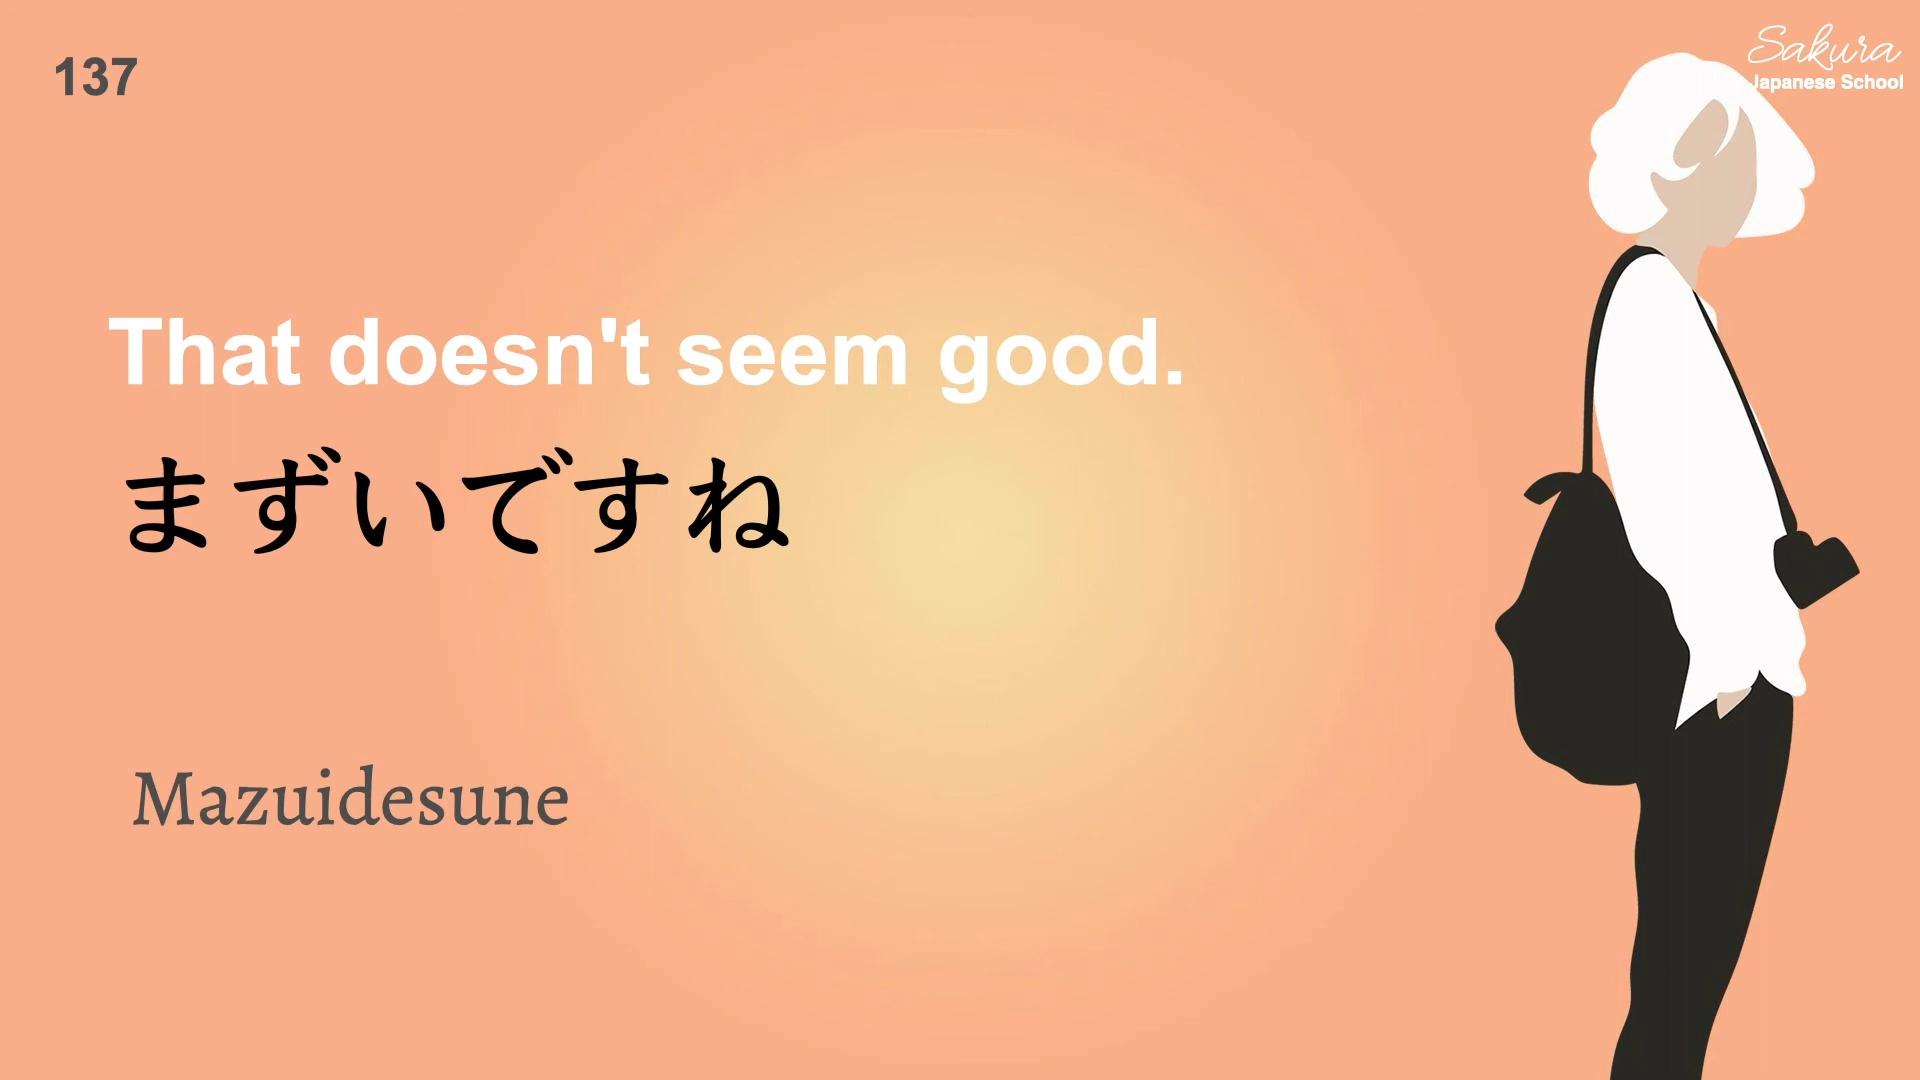 137
Sakura
Japanese School
That doesn't seem good.
まずいですね
Mazuidesune